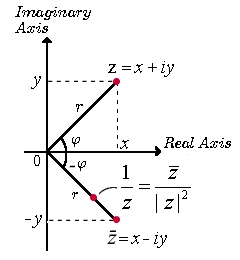 Imaginary
Axis
z = x + iy
y
r
φ
x
Real Axis
0
-φ
r
1/z = z̅/|z|²
-y
z̅ = x - iy